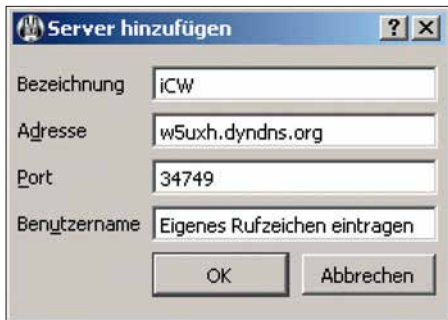 Server hinzufügen
Bezeichnung iCW
Adresse w5uxh.dyndns.org
Port 34749
Benutzername Eigenes Rufzeichen eintragen
OK Abbrechen